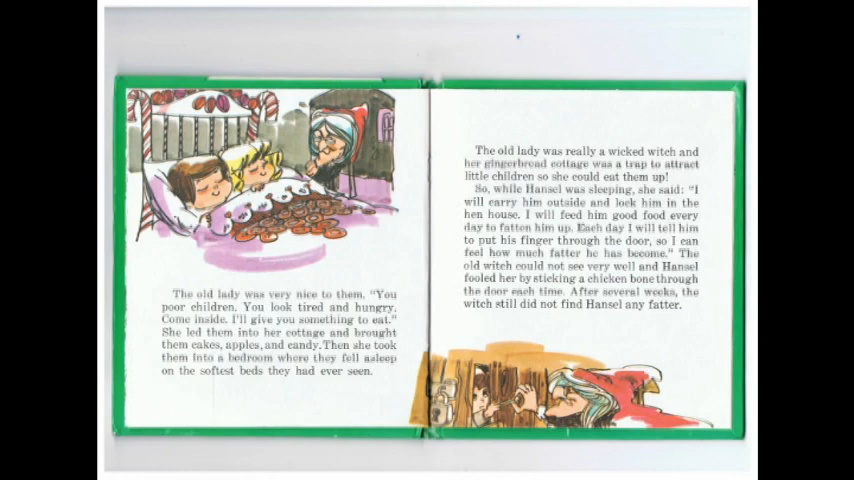 The old lady was very nice to them. "You
poor children. You look tired and hungry.
Come inside. I'll give you something to eat."
She led them into her cottage and brought
them cakes, apples, and candy. Then she took
them into a bedroom where they fell asleep
on the softest beds they had ever seen.
The old lady was really a wicked witch and
her gingerbread cottage was a trap to attract
little children so she could eat them up!
So, while Hansel was sleeping, she said: "I
will carry him outside and lock him in the
hen house. I will feed him good food every
day to fatten him up. Each day I will tell him
to put his finger through the door, so I can
feel how much fatter he has become." The
old witch could not see very well and Hansel
fooled her by sticking a chicken bone through
the door each time. After several weeks, the
witch still did not find Hansel any fatter.